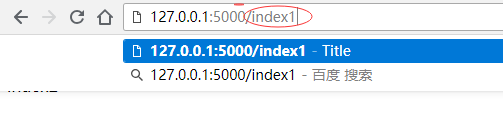 127.0.0.1:5000/index1
127.0.0.1:5000/index1 - Title
127.0.0.1:5000/index1 - 百度 搜索